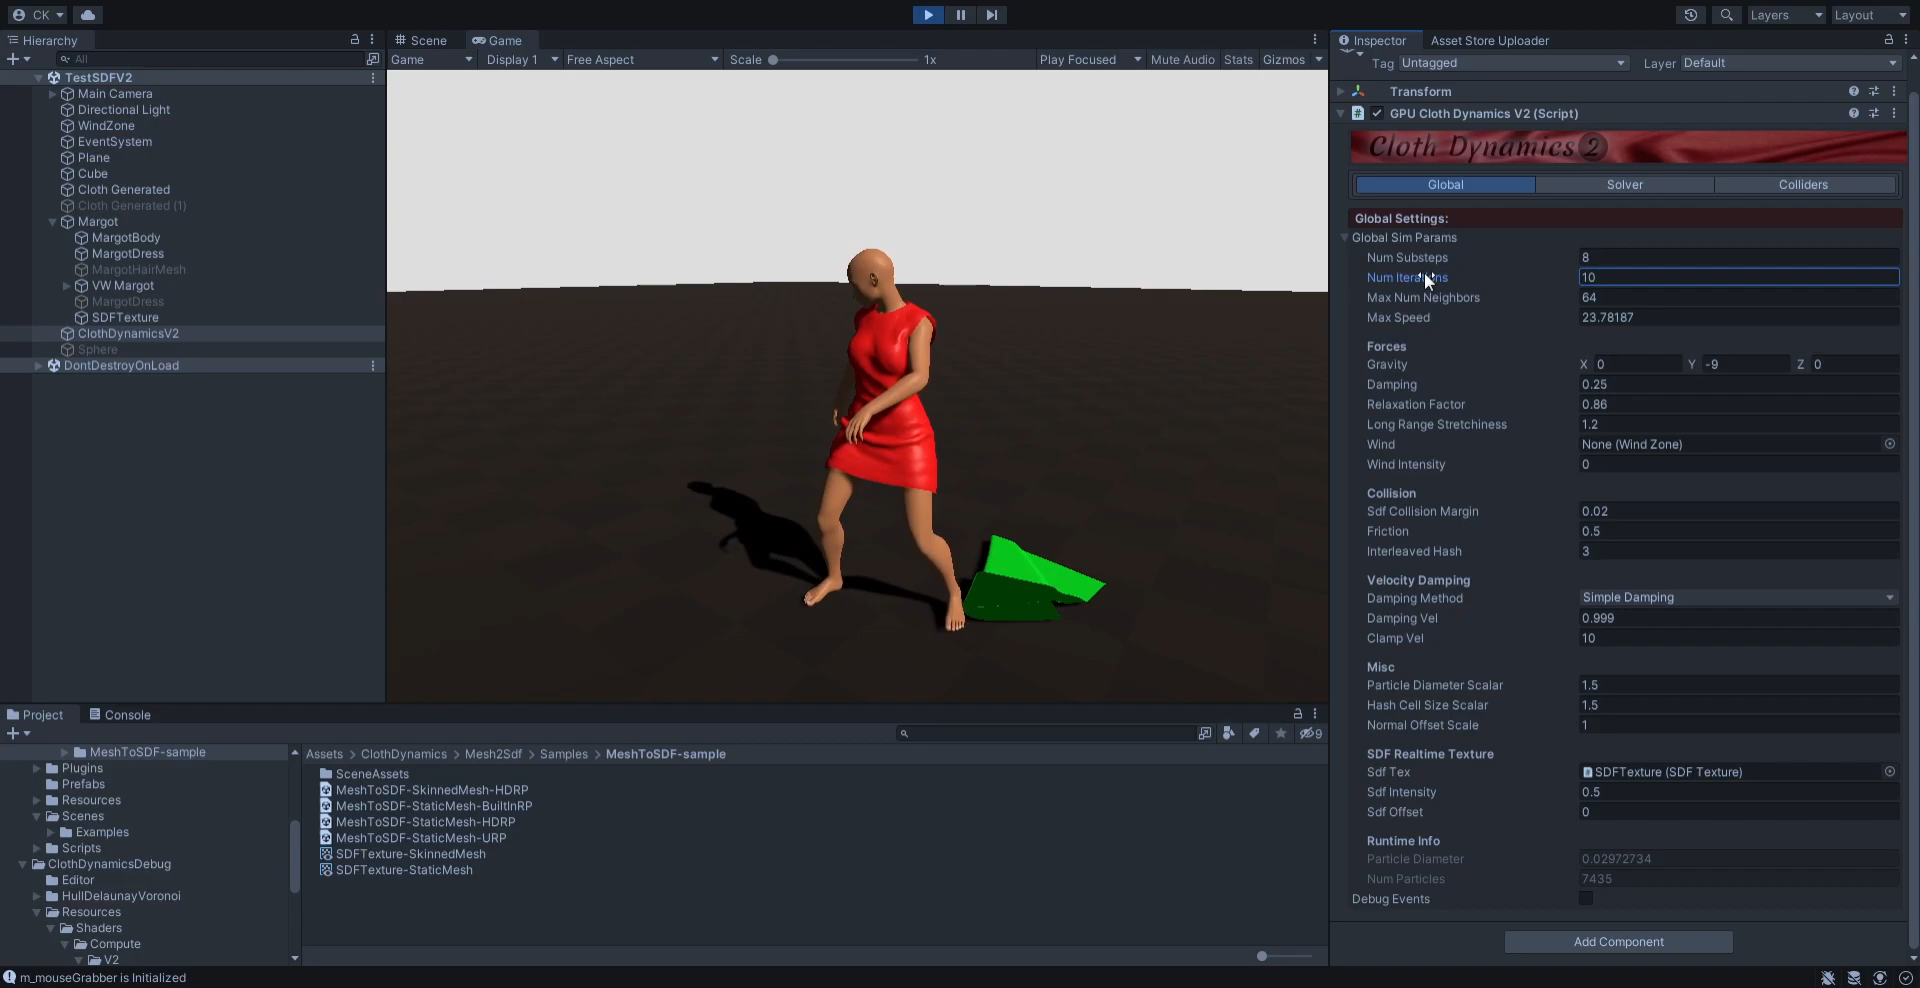 CK
Layers
Layout
Hierarchy
All
TestSDFV2
Main Camera
Directional Light
WindZone
EventSystem
Plane
Cube
Cloth Generated
Cloth Generated (1)
Margot
MargotBody
MargotDress
MargotHairMesh
VW Margot
MargotDress
SDFTexture
ClothDynamicsV2
Sphere
DontDestroyOnLoad
Scene
Game
Game
Display 1
Free Aspect
Scale
1x
Play Focused
Mute Audio
Stats
Gizmos
Inspector
Asset Store Uploader
Tag Untagged
Layer Default
Transform
GPU Cloth Dynamics V2 (Script)
Cloth Dynamics 2
Global
Solver
Colliders
Global Settings:
Global Sim Params
Num Substeps 8
Num Iterations 10
Max Num Neighbors 64
Max Speed 23.78187
Forces
Gravity X 0 Y -9 Z 0
Damping 0.25
Relaxation Factor 0.86
Long Range Stretchiness 1.2
Wind None (Wind Zone)
Wind Intensity 0
Collision
Sdf Collision Margin 0.02
Friction 0.5
Interleaved Hash 3
Velocity Damping
Damping Method Simple Damping
Damping Vel 0.999
Clamp Vel 10
Misc
Particle Diameter Scalar 1.5
Hash Cell Size Scalar 1.5
Normal Offset Scale 1
SDF Realtime Texture
Sdf Tex SDFTexture (SDF Texture)
Sdf Intensity 0.5
Sdf Offset 0
Runtime Info
Particle Diameter 0.02972734
Num Particles 7435
Debug Events
Add Component
Project
Console
9
MeshToSDF-sample
Plugins
Prefabs
Resources
Scenes
Examples
Scripts
ClothDynamicsDebug
Editor
HullDelaunayVoronoi
Resources
Shaders
Compute
V2
Assets > ClothDynamics > Mesh2Sdf > Samples > MeshToSDF-sample
SceneAssets
MeshToSDF-SkinnedMesh-HDRP
MeshToSDF-StaticMesh-BuiltInRP
MeshToSDF-StaticMesh-HDRP
MeshToSDF-StaticMesh-URP
SDFTexture-SkinnedMesh
SDFTexture-StaticMesh
m_mouseGrabber is Initialized